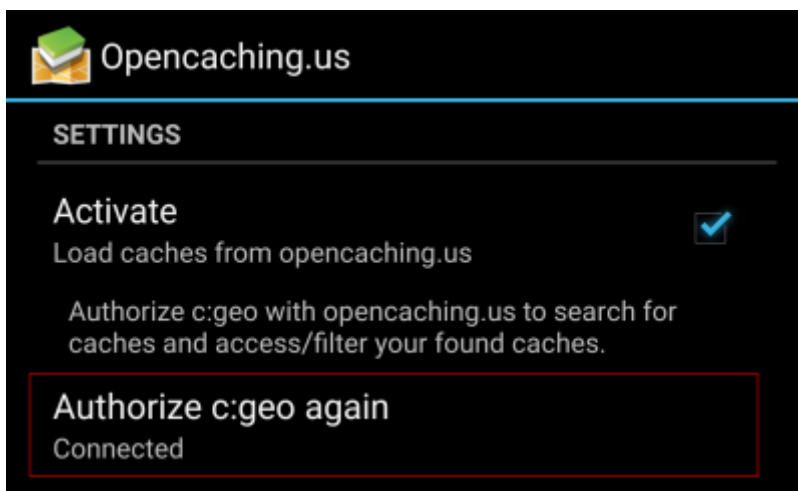 Opencaching.us
SETTINGS
Activate
Load caches from opencaching.us
Authorize c:geo with opencaching.us to search for
caches and access/filter your found caches.
Authorize c:geo again
Connected